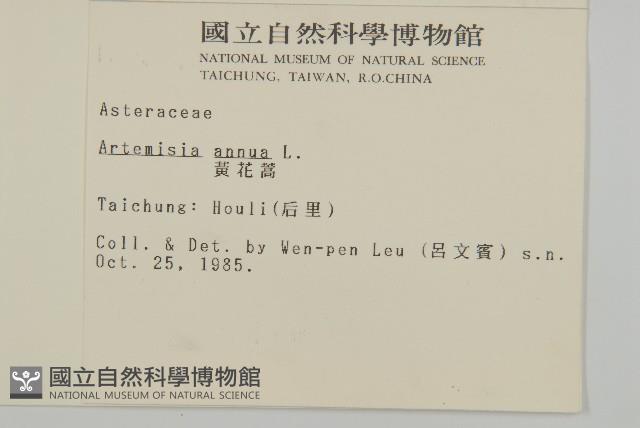 國立自然科學博物館
NATIONAL MUSEUM OF NATURAL SCIENCE
TAICHUNG, TAIWAN, R.O.CHINA
Asteraceae
Artemisia annua L.
黃花蒿
Taichung: Houli(后里)
Coll. & Det. by Wen-pen Leu (呂文賓) s.n.
Oct. 25, 1985.
國立自然科學博物館
NATIONAL MUSEUM OF NATURAL SCIENCE